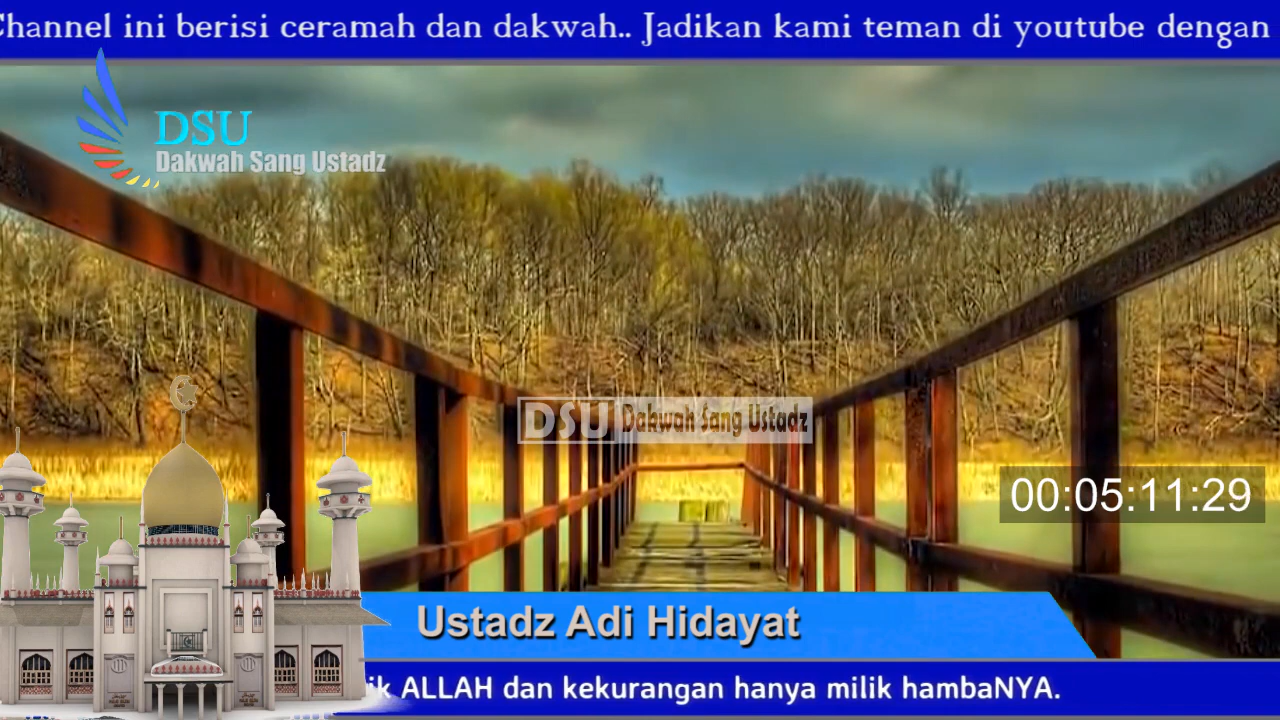 Channel ini berisi ceramah dan dakwah.. Jadikan kami teman di youtube dengan
DSU
Dakwah Sang Ustadz
DSU Dakwah Sang Ustadz
00:05:11:29
Ustadz Adi Hidayat
ALLAH dan kekurangan hanya milik hambaNYA.